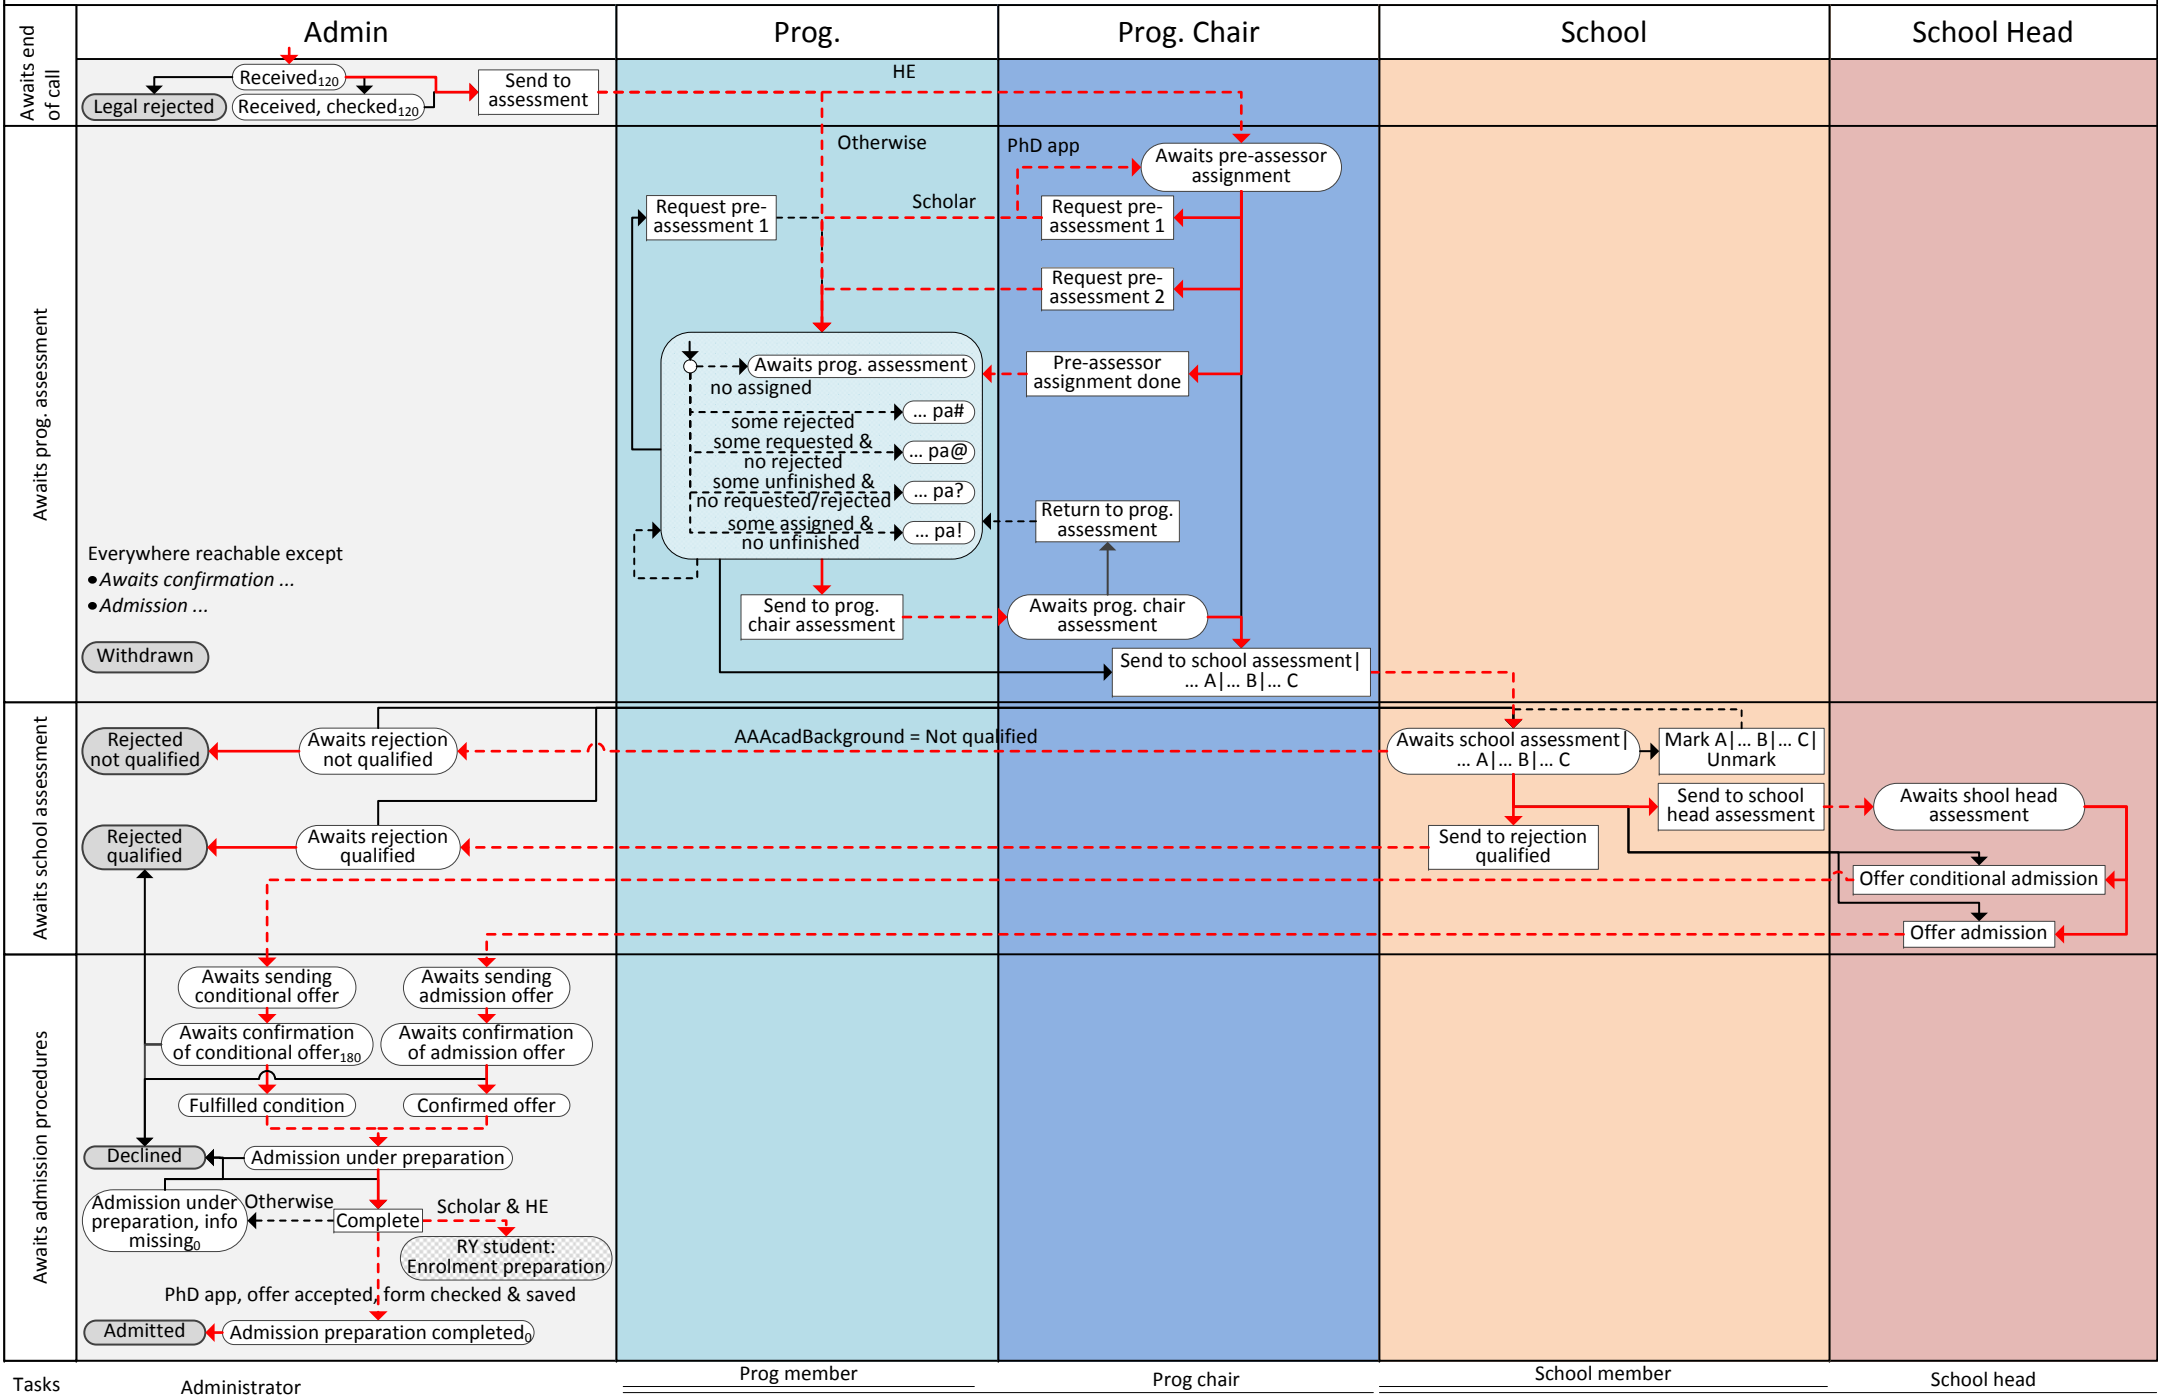 Admin
Prog.
Prog. Chair
School
School Head
Awaits end
of call
Received120
Legal rejected
Received, checked120
Send to
assessment
HE
Awaits prog. assessment
Otherwise
PhD app
Awaits pre-assessor
assignment
Request pre-
assessment 1
Scholar
Request pre-
assessment 1
Request pre-
assessment 2
Awaits prog. assessment
no assigned
Pre-assessor
assignment done
some rejected
... pa#
some requested &
no rejected
... pa@
some unfinished &
no requested/rejected
... pa?
some assigned &
no unfinished
... pa!
Return to prog.
assessment
Everywhere reachable except
•Awaits confirmation ...
•Admission ...
Withdrawn
Send to prog.
chair assessment
Awaits prog. chair
assessment
Send to school assessment|
... A|... B|... C
Awaits school assessment
Rejected
not qualified
Awaits rejection
not qualified
AAAcadBackground = Not qualified
Awaits school assessment|
... A|... B|... C
Mark A|... B|... C|
Unmark
Send to school
head assessment
Awaits shool head
assessment
Rejected
qualified
Awaits rejection
qualified
Send to rejection
qualified
Offer conditional admission
Offer admission
Awaits admission procedures
Awaits sending
conditional offer
Awaits sending
admission offer
Awaits confirmation
of conditional offer180
Awaits confirmation
of admission offer
Fulfilled condition
Confirmed offer
Declined
Admission under preparation
Admission under
preparation, info
missing0
Otherwise
Complete
Scholar & HE
RY student:
Enrolment preparation
PhD app, offer accepted, form checked & saved
Admitted
Admission preparation completed0
Tasks
Administrator
Prog member
Prog chair
School member
School head